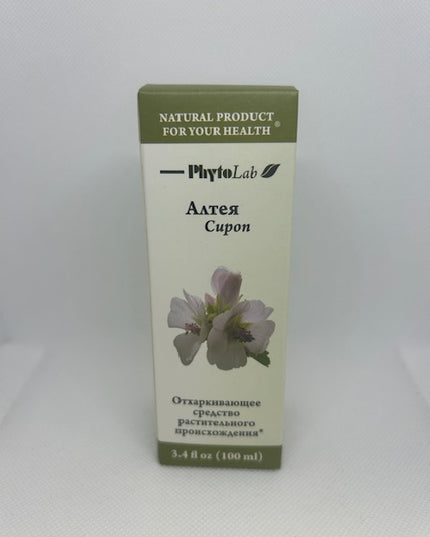 NATURAL PRODUCT
FOR YOUR HEALTH®
PhytoLab
Алтея
Сироп
Отхаркивающее
средство
растительного
происхождения*
3.4 fl oz (100 ml)